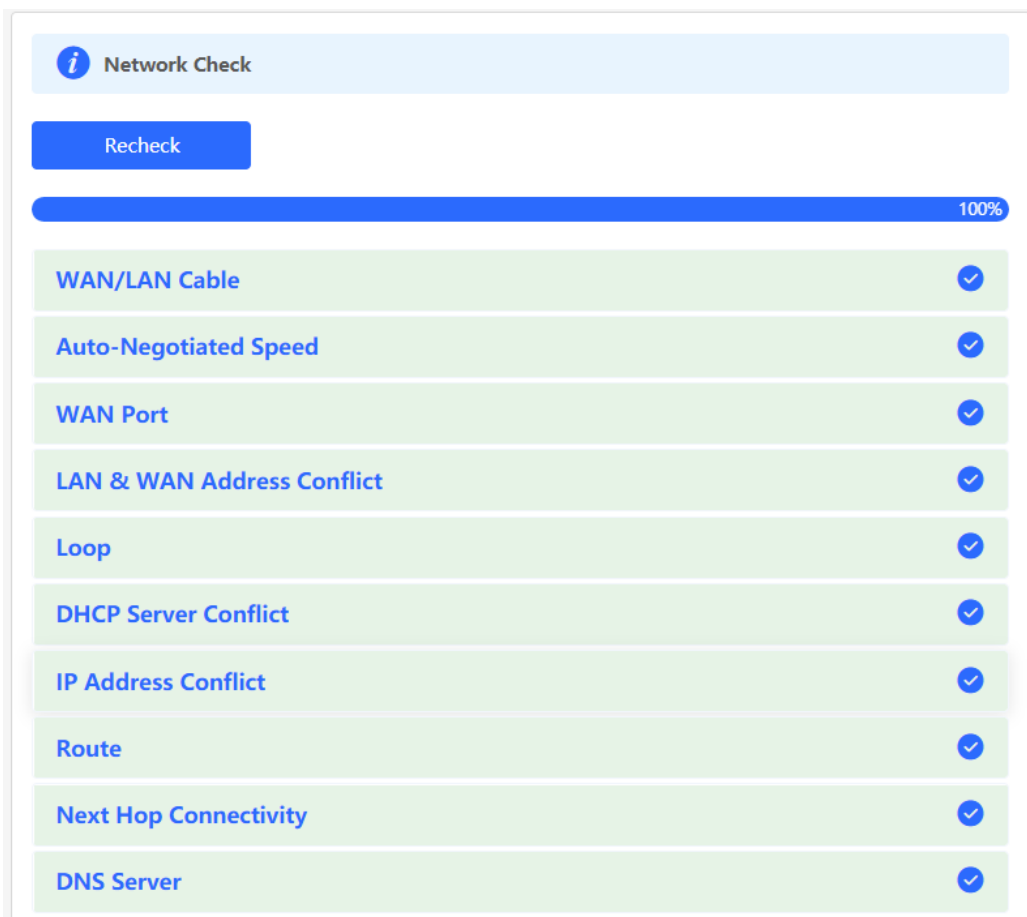 Network Check
Recheck
100%
WAN/LAN Cable
Auto-Negotiated Speed
WAN Port
LAN & WAN Address Conflict
Loop
DHCP Server Conflict
IP Address Conflict
Route
Next Hop Connectivity
DNS Server